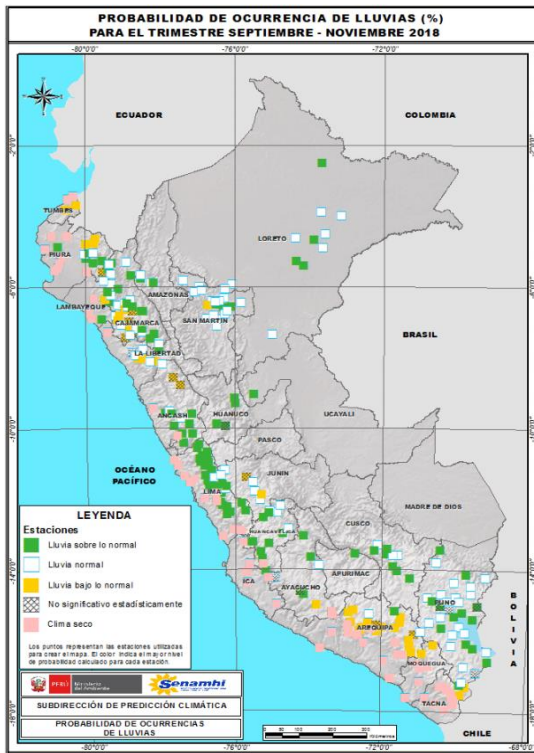 PROBABILIDAD DE OCURRENCIA DE LLUVIAS (%)
PARA EL TRIMESTRE SEPTIEMBRE - NOVIEMBRE 2018
-80°0'0" -76°0'0" -72°0'0"
ECUADOR
COLOMBIA
TUMBES
LORETO
PIURA
AMAZONAS
LAMBAYEQUE
SAN MARTIN
CAJAMARCA
BRASIL
LA LIBERTAD
ANCASH
HUANUCO
UCAYALI
PASCO
OCÉANO
PACÍFICO
JUNIN
LIMA
MADRE DE DIOS
CUSCO
HUANCAVELICA
ICA
AYACUCHO
APURIMAC
PUNO
AREQUIPA
MOQUEGUA
TACNA
BOLIVIA
CHILE
LEYENDA
Estaciones
Lluvia sobre lo normal
Lluvia normal
Lluvia bajo lo normal
No significativo estadísticamente
Clima seco
Los puntos representan las estaciones utilizadas
para crear el mapa. El color indica el mayor nivel
de probabilidad calculado para cada estación.
PERÚ Ministerio del Ambiente Senamhi
SUBDIRECCIÓN DE PREDICCIÓN CLIMÁTICA
PROBABILIDAD DE OCURRENCIAS
DE LLUVIAS
-80°0'0" -76°0'0" -72°0'0" -68°0'0"